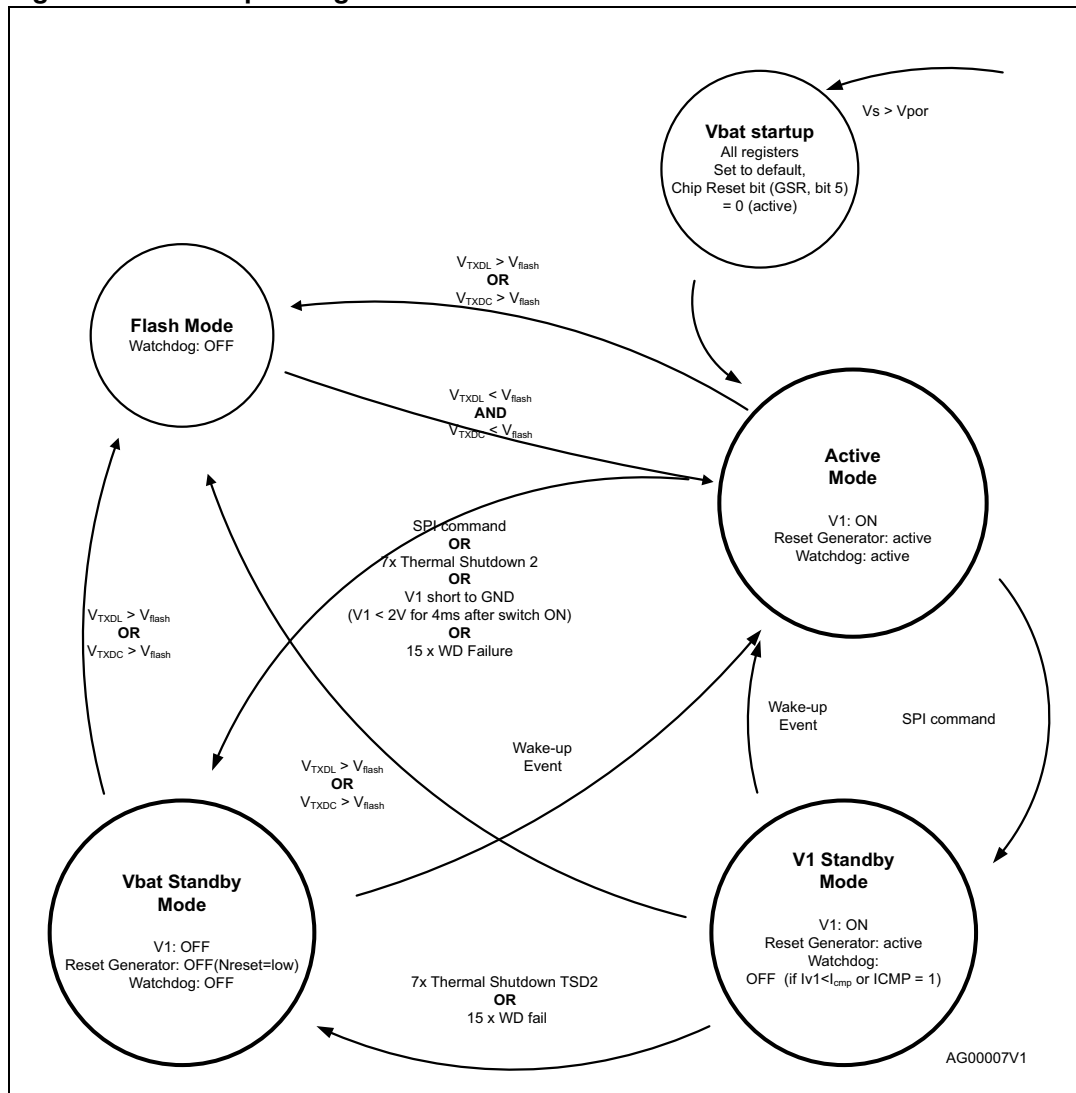 Vs > Vpor
Vbat startup
All registers
Set to default,
Chip Reset bit (GSR, bit 5)
= 0 (active)
VTXDL > Vflash
OR
VTXDC > Vflash
Flash Mode
Watchdog: OFF
VTXDL < Vflash
AND
VTXDC < Vflash
Active
Mode
V1: ON
Reset Generator: active
Watchdog: active
SPI command
OR
7x Thermal Shutdown 2
OR
V1 short to GND
(V1 < 2V for 4ms after switch ON)
OR
15 x WD Failure
VTXDL > Vflash
OR
VTXDC > Vflash
Wake-up
Event
SPI command
Wake-up
Event
VTXDL > Vflash
OR
VTXDC > Vflash
Vbat Standby
Mode
V1: OFF
Reset Generator: OFF(Nreset=low)
Watchdog: OFF
V1 Standby
Mode
V1: ON
Reset Generator: active
Watchdog:
OFF (if Iv1<Icmp or ICMP = 1)
7x Thermal Shutdown TSD2
OR
15 x WD fail
AG00007V1